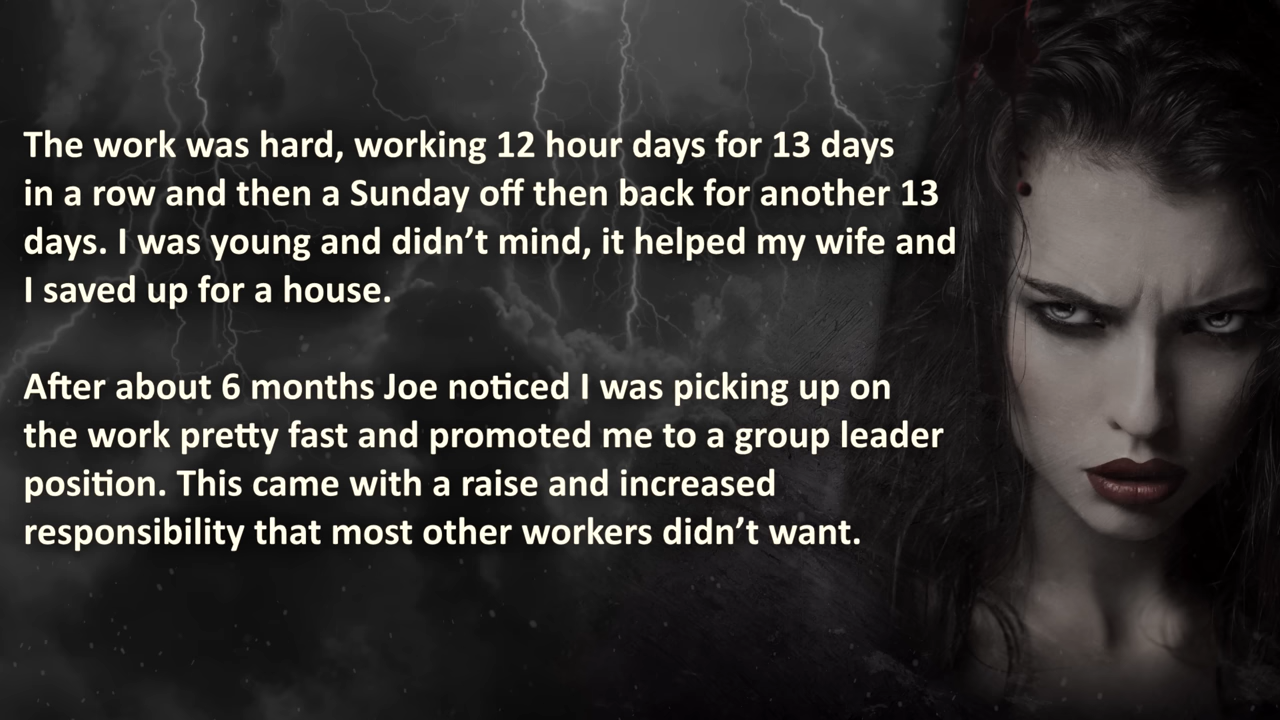 The work was hard, working 12 hour days for 13 days
in a row and then a Sunday off then back for another 13
days. I was young and didn’t mind, it helped my wife and
I saved up for a house.
After about 6 months Joe noticed I was picking up on
the work pretty fast and promoted me to a group leader
position. This came with a raise and increased
responsibility that most other workers didn’t want.